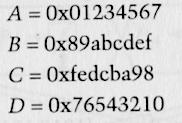 A = 0x01234567
B = 0x89abcdef
C = 0xfedcba98
D = 0x76543210